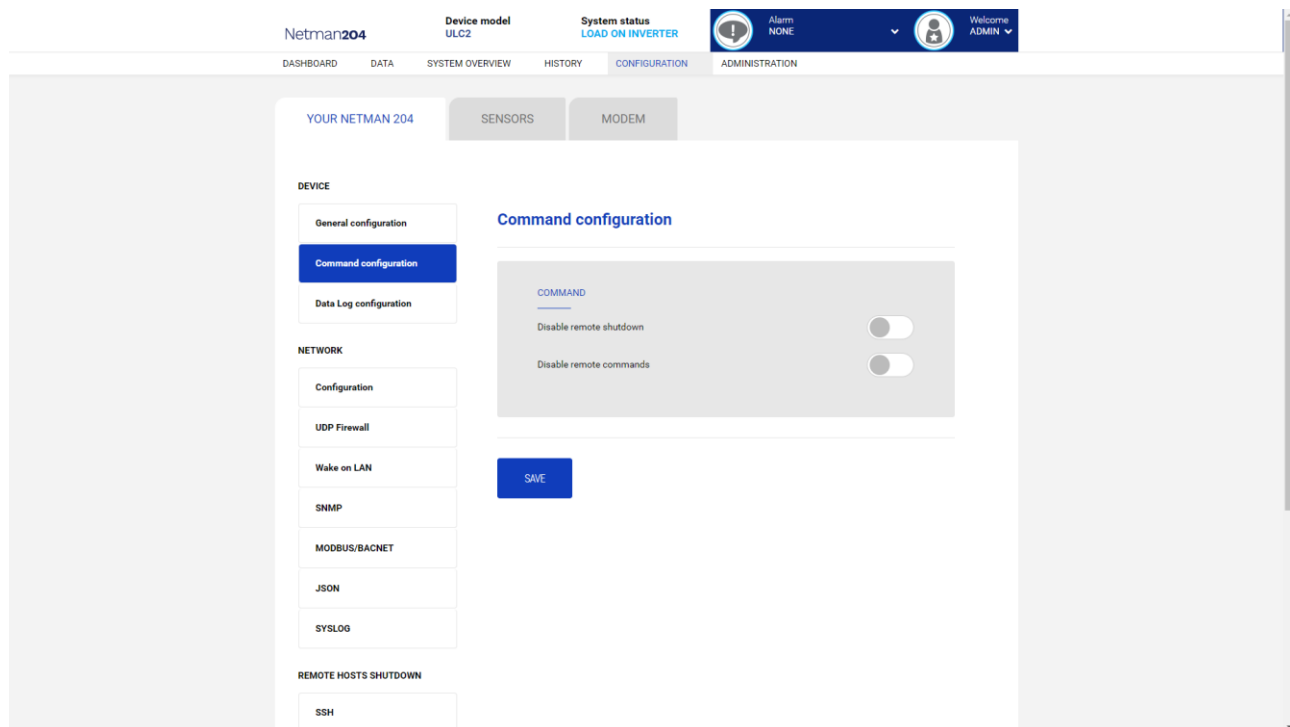 Netman204
Device model
ULC2
System status
LOAD ON INVERTER
Alarm
NONE
Welcome
ADMIN
DASHBOARD DATA SYSTEM OVERVIEW HISTORY CONFIGURATION ADMINISTRATION
YOUR NETMAN 204 SENSORS MODEM
DEVICE
General configuration
Command configuration
Data Log configuration
NETWORK
Configuration
UDP Firewall
Wake on LAN
SNMP
MODBUS/BACNET
JSON
SYSLOG
REMOTE HOSTS SHUTDOWN
SSH
Command configuration
COMMAND
Disable remote shutdown
Disable remote commands
SAVE